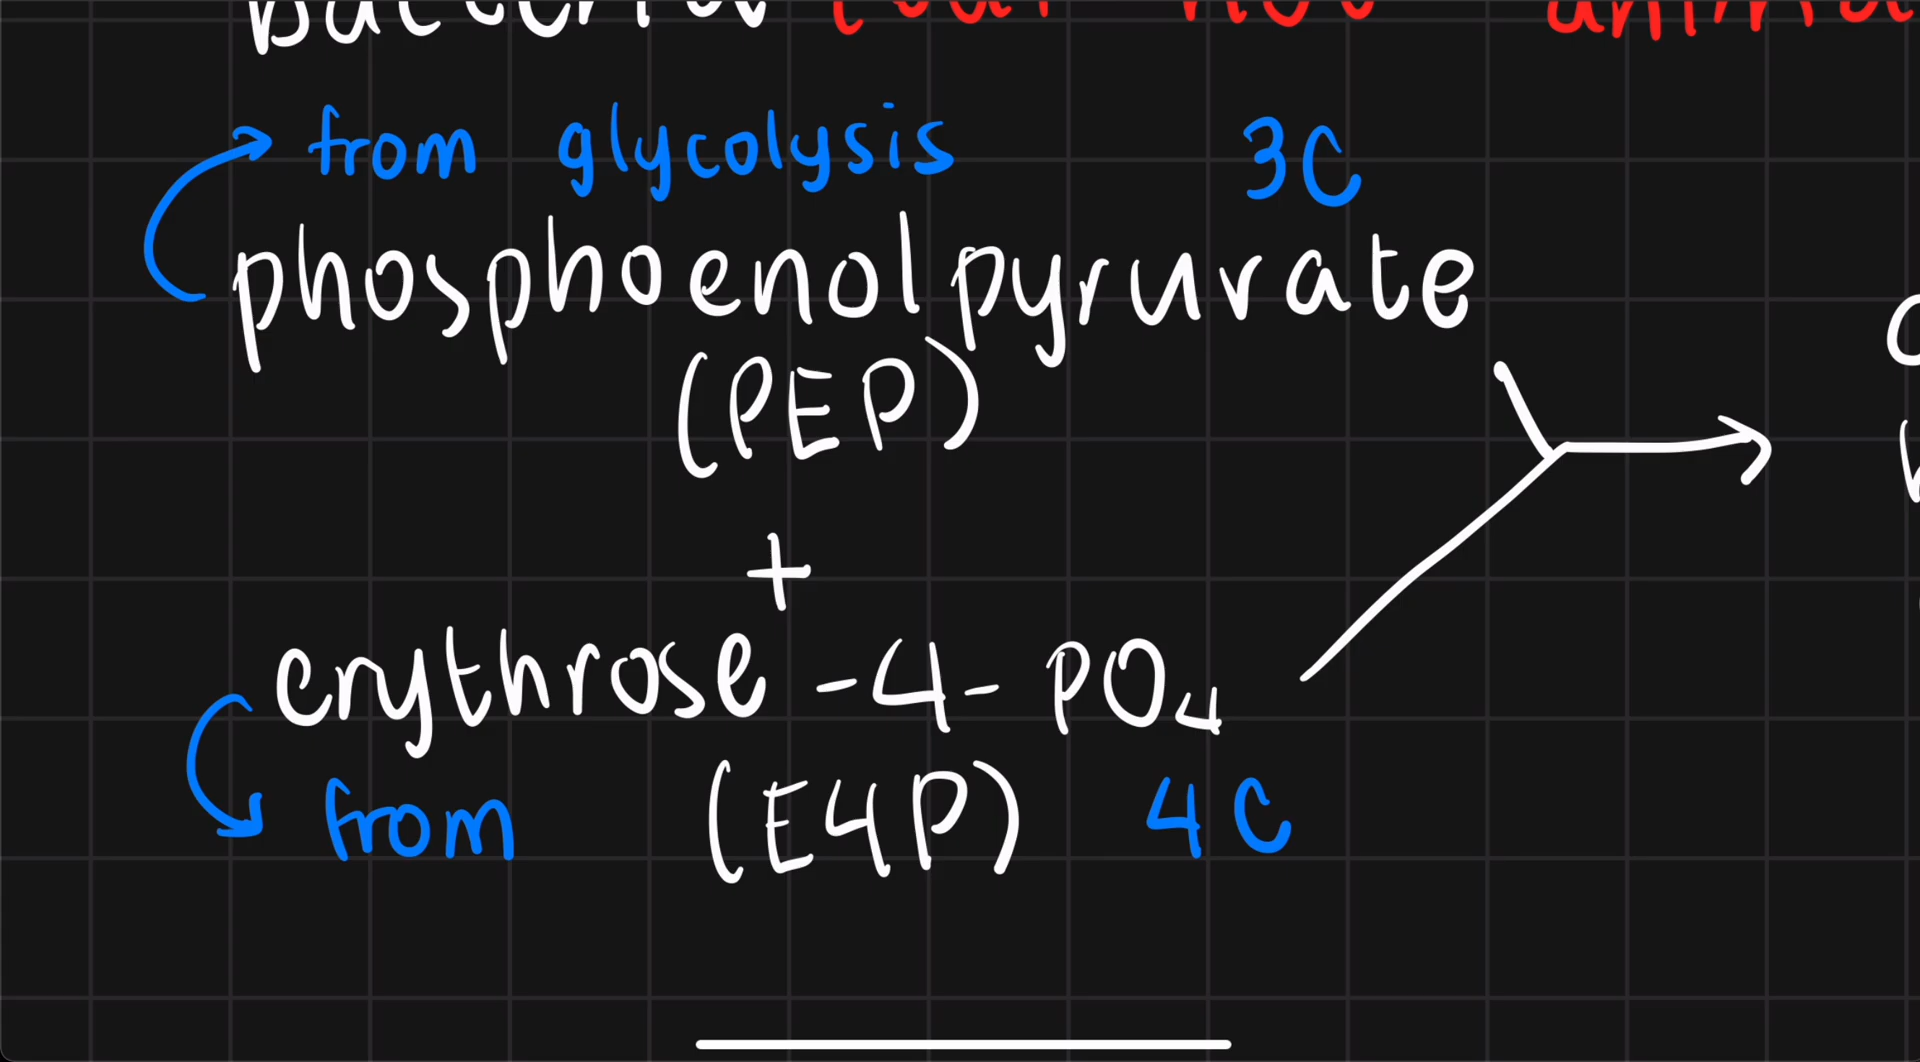 from glycolysis 3C
phosphoenolpyruvate
(PEP)
+
erythrose-4-PO₄
from (E4P) 4C